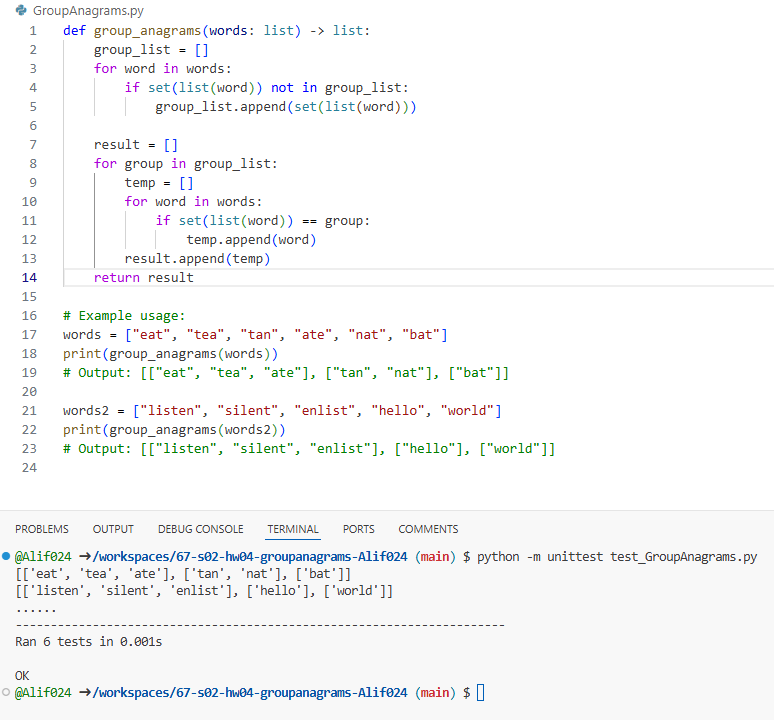 GroupAnagrams.py
1 def group_anagrams(words: list) -> list:
2     group_list = []
3     for word in words:
4         if set(list(word)) not in group_list:
5             group_list.append(set(list(word)))
6
7     result = []
8     for group in group_list:
9         temp = []
10         for word in words:
11             if set(list(word)) == group:
12                 temp.append(word)
13         result.append(temp)
14     return result
15
16 # Example usage:
17 words = ["eat", "tea", "tan", "ate", "nat", "bat"]
18 print(group_anagrams(words))
19 # Output: [["eat", "tea", "ate"], ["tan", "nat"], ["bat"]]
20
21 words2 = ["listen", "silent", "enlist", "hello", "world"]
22 print(group_anagrams(words2))
23 # Output: [["listen", "silent", "enlist"], ["hello"], ["world"]]
24
PROBLEMS OUTPUT DEBUG CONSOLE TERMINAL PORTS COMMENTS
@Alif024 ➜/workspaces/67-s02-hw04-groupanagrams-Alif024 (main) $ python -m unittest test_GroupAnagrams.py
[['eat', 'tea', 'ate'], ['tan', 'nat'], ['bat']]
[['listen', 'silent', 'enlist'], ['hello'], ['world']]
......
----------------------------------------------------------------------
Ran 6 tests in 0.001s

OK
@Alif024 ➜/workspaces/67-s02-hw04-groupanagrams-Alif024 (main) $